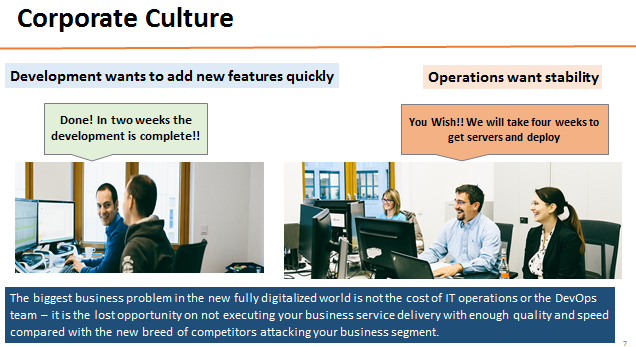 Corporate Culture
Development wants to add new features quickly
Operations want stability
Done! In two weeks the
development is complete!!
You Wish!! We will take four weeks to
get servers and deploy
The biggest business problem in the new fully digitalized world is not the cost of IT operations or the DevOps
team – it is the lost opportunity on not executing your business service delivery with enough quality and speed
compared with the new breed of competitors attacking your business segment.
7